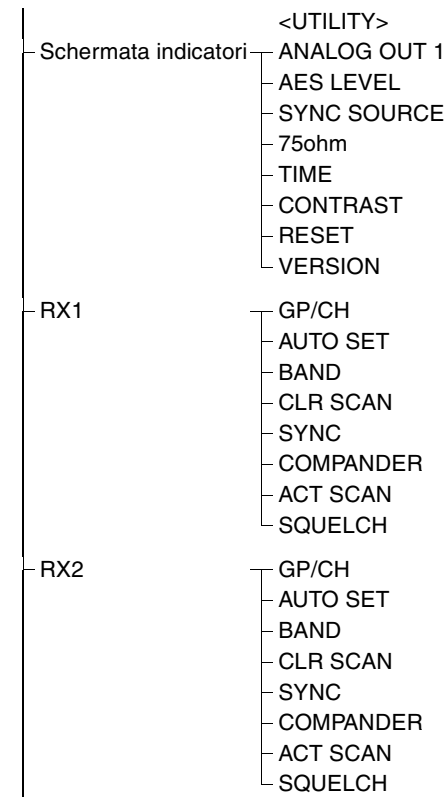 <UTILITY>
Schermata indicatori ANALOG OUT 1
AES LEVEL
SYNC SOURCE
75ohm
TIME
CONTRAST
RESET
VERSION
RX1 GP/CH
AUTO SET
BAND
CLR SCAN
SYNC
COMPANDER
ACT SCAN
SQUELCH
RX2 GP/CH
AUTO SET
BAND
CLR SCAN
SYNC
COMPANDER
ACT SCAN
SQUELCH